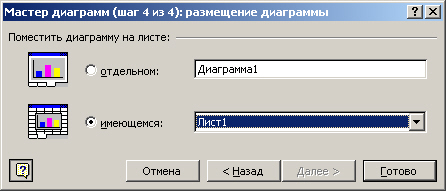 Мастер диаграмм (шаг 4 из 4): размещение диаграммы
Поместить диаграмму на листе:
отдельном: Диаграмма1
имеющемся: Лист1
Отмена < Назад Далее > Готово